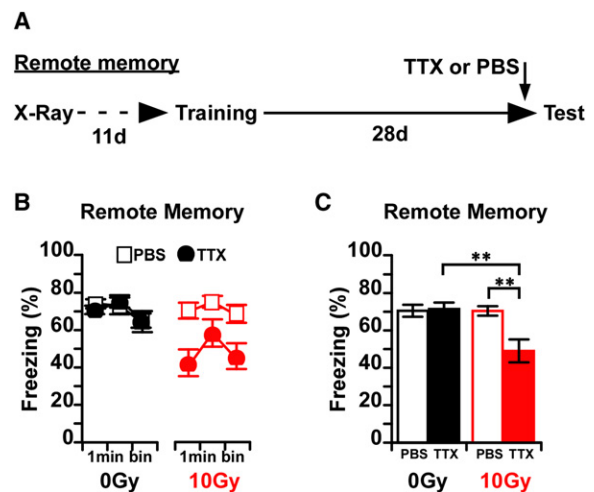 A
Remote memory
TTX or PBS
X-Ray
Training
Test
11d
28d
B
Remote Memory
PBS TTX
Freezing (%)
100
80
60
40
20
0
1min bin
1min bin
0Gy
10Gy
C
Remote Memory
**
**
Freezing (%)
100
80
60
40
20
0
PBS TTX
PBS TTX
0Gy
10Gy